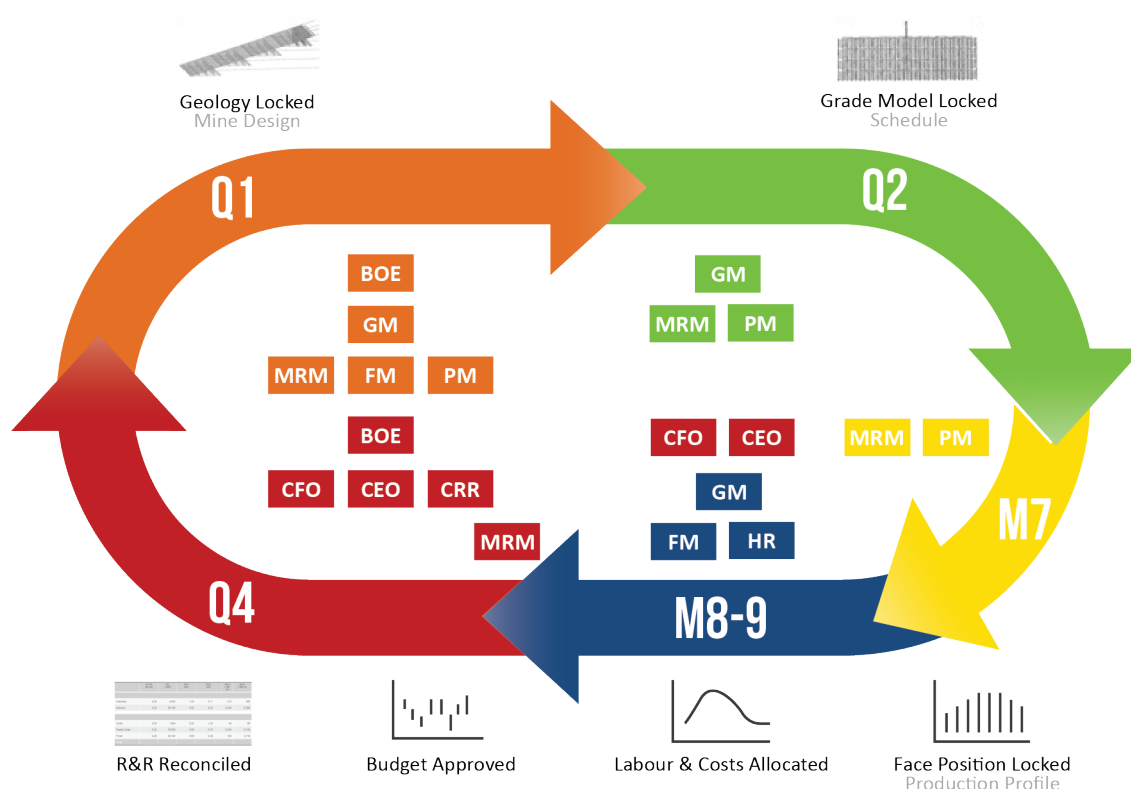 Geology Locked
Mine Design
Grade Model Locked
Schedule
Q1
Q2
BOE
GM
MRM FM PM
GM
MRM PM
BOE
CFO CEO CRR
MRM
CFO CEO
GM
FM HR
MRM PM
M7
Q4
M8-9
R&R Reconciled
Budget Approved
Labour & Costs Allocated
Face Position Locked
Production Profile